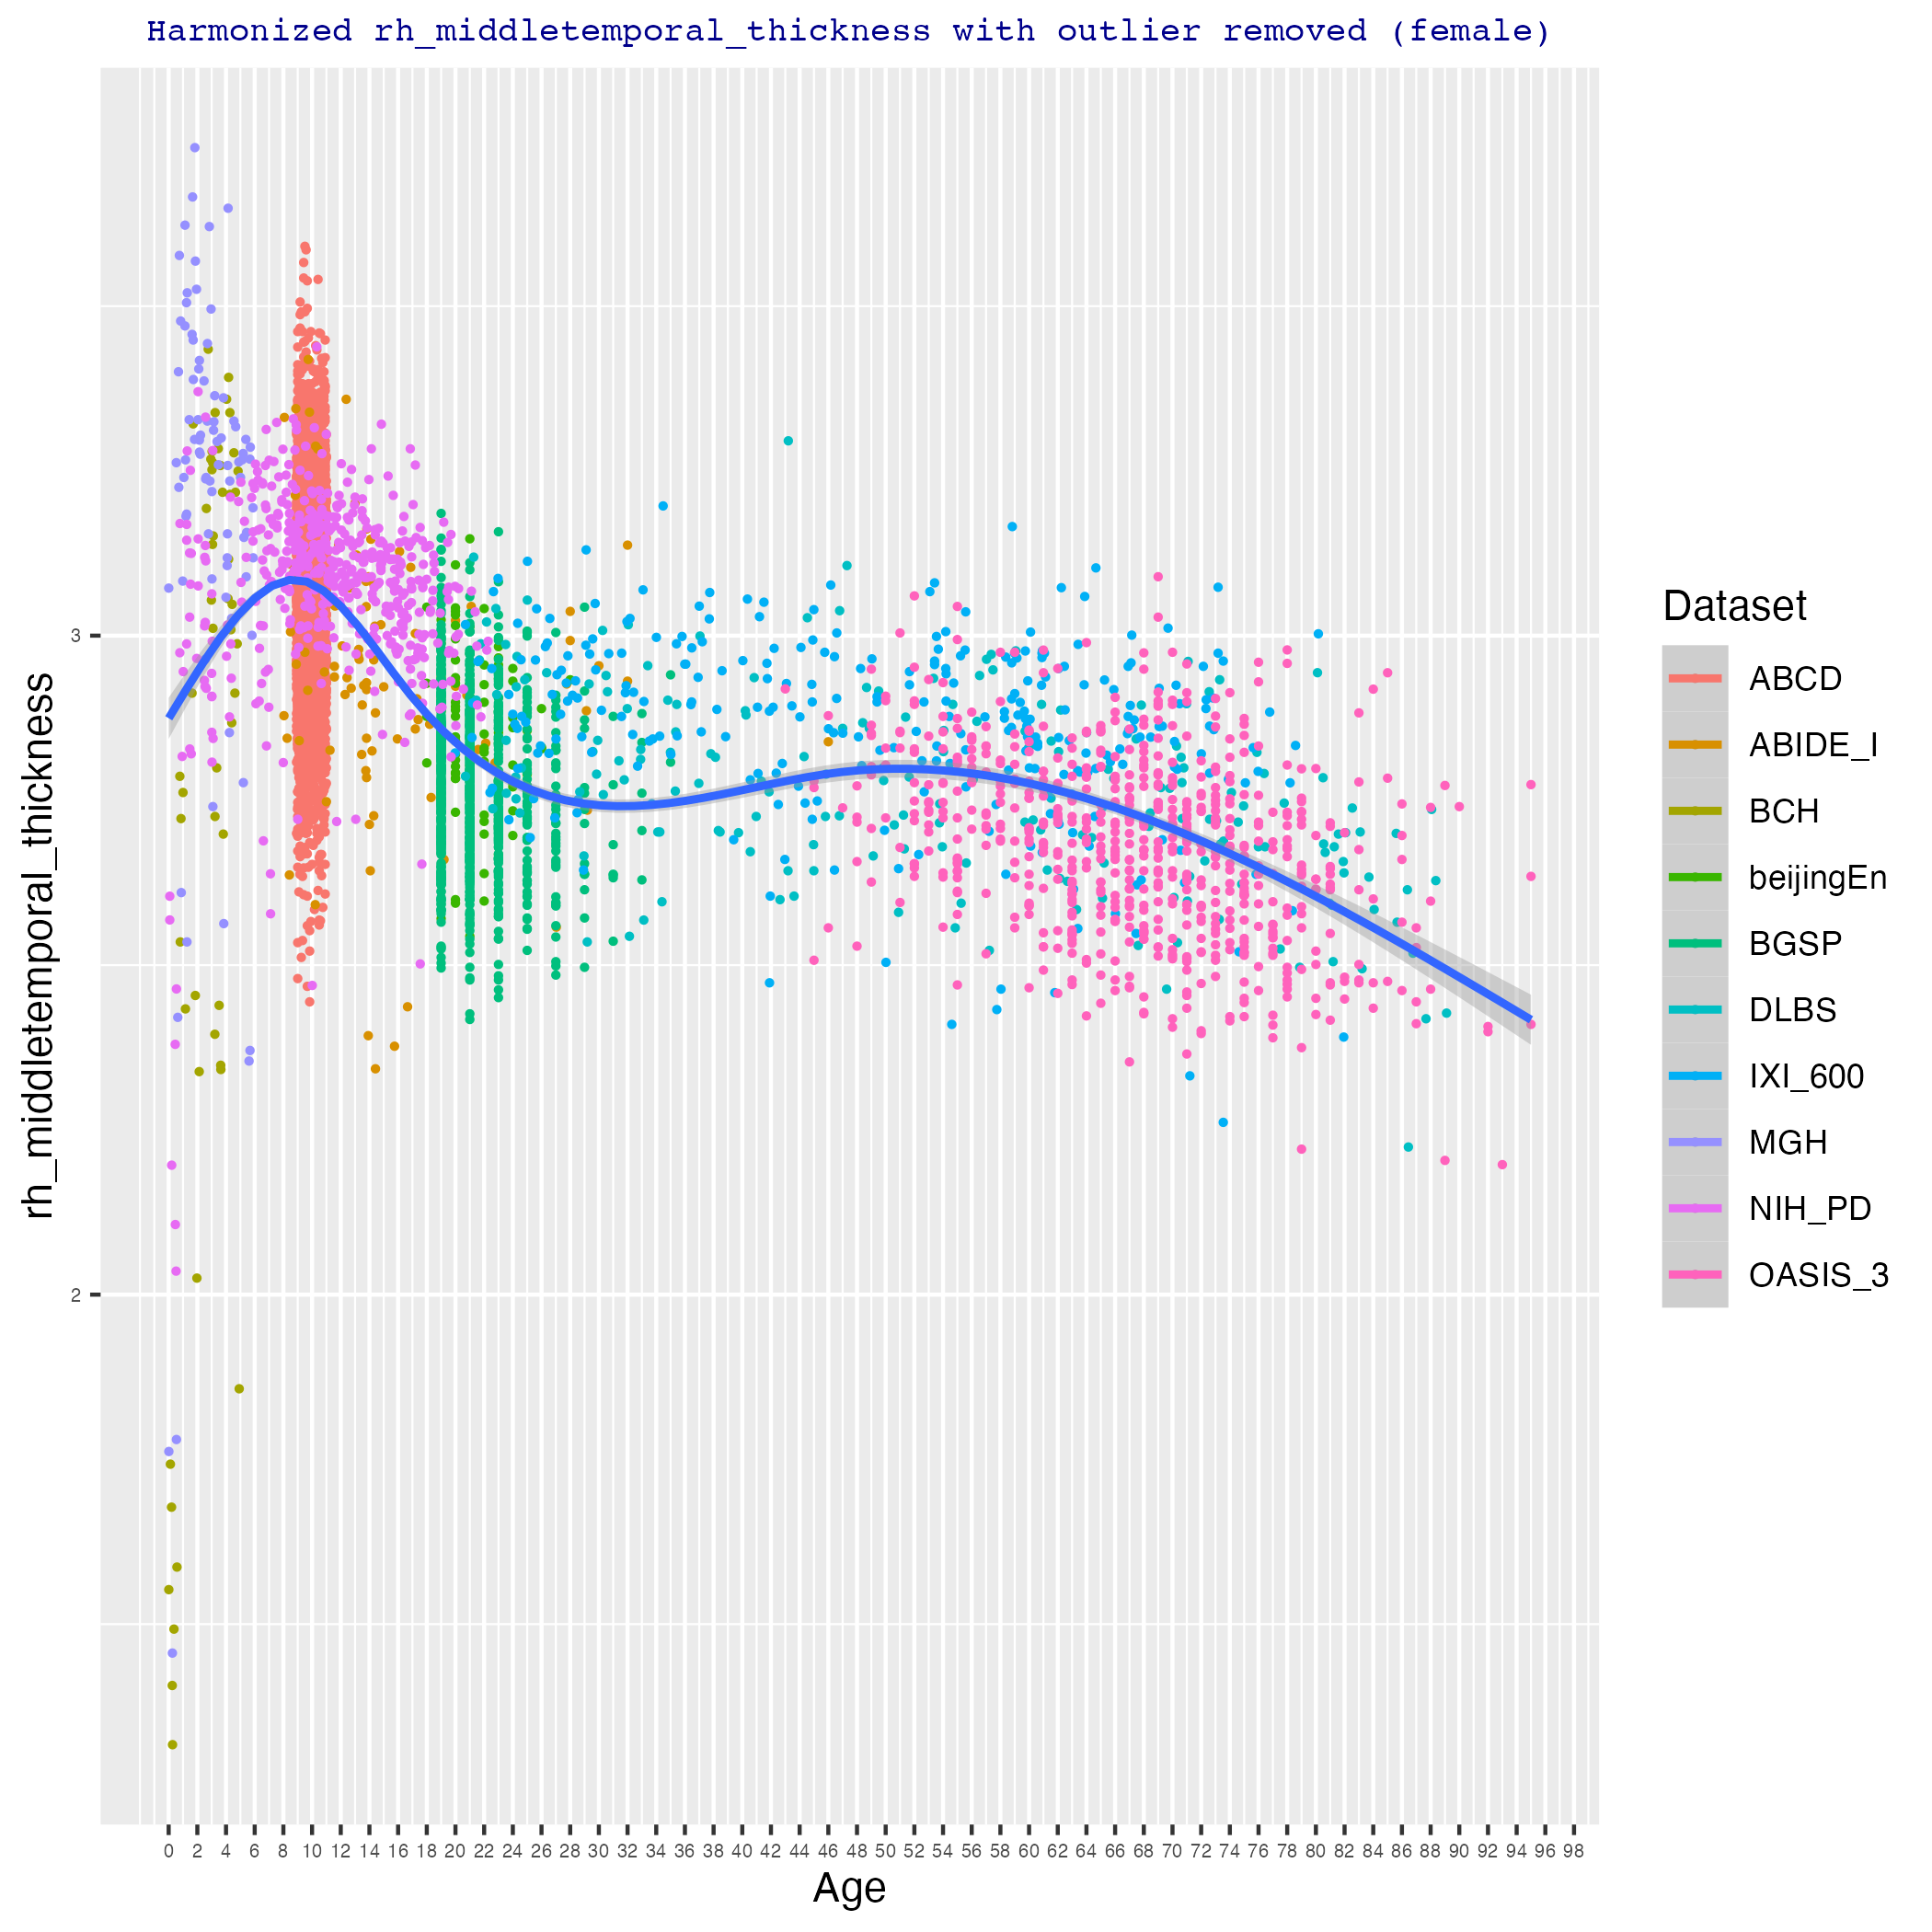 Harmonized rh_middletemporal_thickness with outlier removed (female)
rh_middletemporal_thickness
3
2
0 2 4 6 8 10 12 14 16 18 20 22 24 26 28 30 32 34 36 38 40 42 44 46 48 50 52 54 56 58 60 62 64 66 68 70 72 74 76 78 80 82 84 86 88 90 92 94 96 98
Age
Dataset
ABCD
ABIDE_I
BCH
beijingEn
BGSP
DLBS
IXI_600
MGH
NIH_PD
OASIS_3